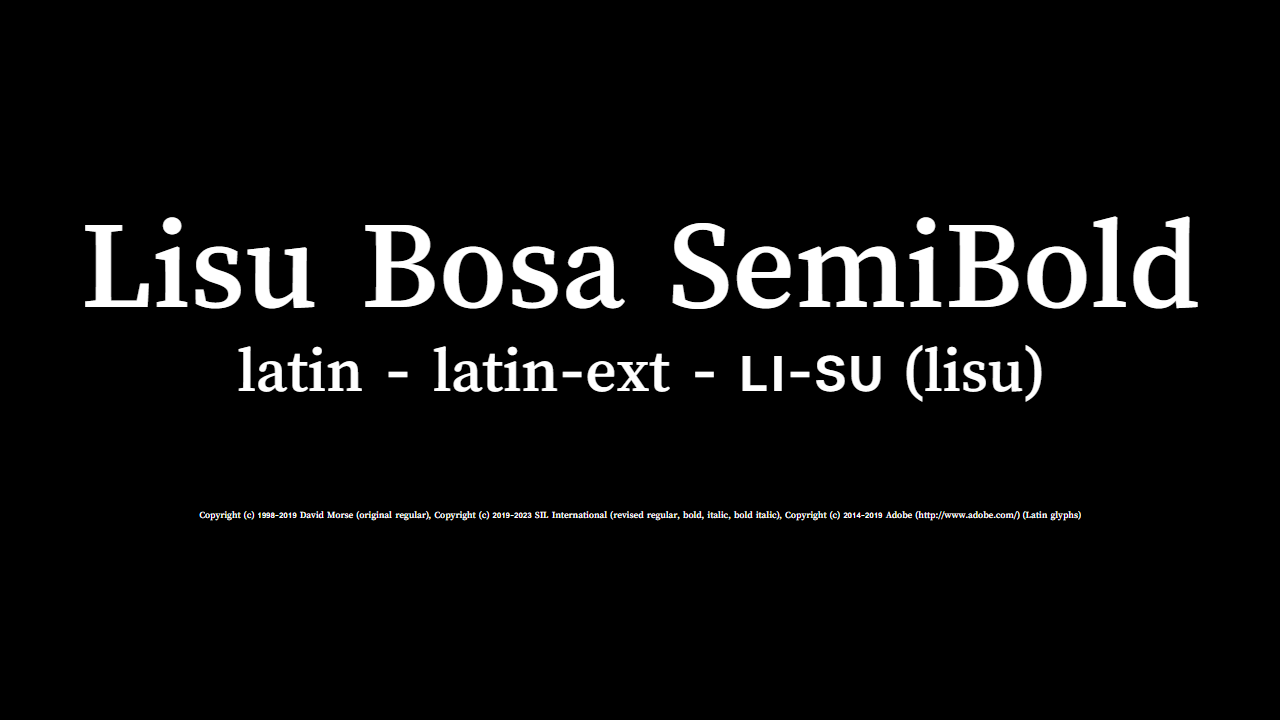 Lisu Bosa SemiBold
latin - latin-ext - ꓡꓲ-ꓢꓴ (lisu)
Copyright (c) 1998-2019 David Morse (original regular), Copyright (c) 2019-2023 SIL International (revised regular, bold, italic, bold italic), Copyright (c) 2014-2019 Adobe (http://www.adobe.com/) (Latin glyphs)